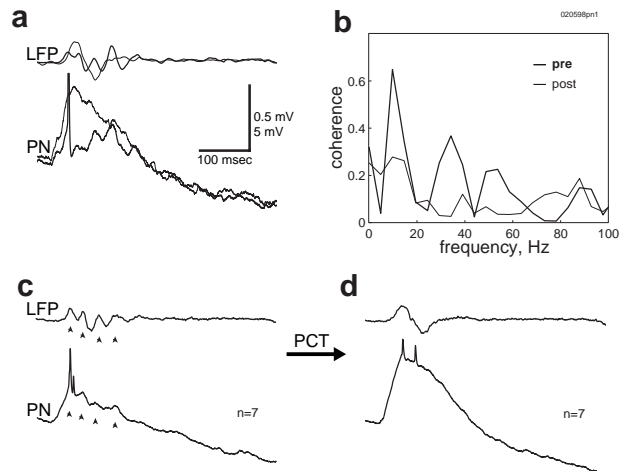 a
LFP
PN
0.5 mV
5 mV
100 msec
b
020598pn1
pre
post
coherence
0.6
0.4
0.2
0
0 20 40 60 80 100
frequency, Hz
c
LFP
PN
n=7
PCT
d
n=7